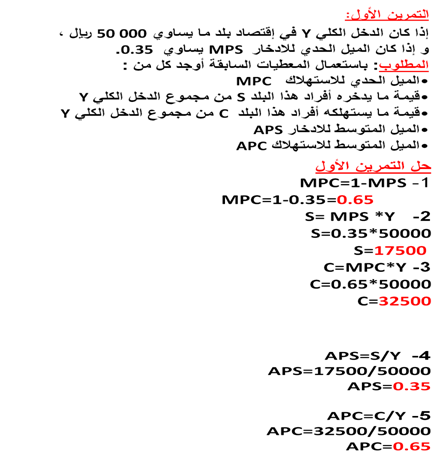 التمرين الأول:
إذا كان الدخل الكلي Y في إقتصاد بلد ما يساوي 000 50 ريال ،
و إذا كان الميل الحدي للادخار MPS يساوي 0.35.
المطلوب: باستعمال المعطيات السابقة أوجد كل من :
•الميل الحدي للاستهلاك MPC
•قيمة ما يدخره أفراد هذا البلد S من مجموع الدخل الكلي Y
•قيمة ما يستهلكه أفراد هذا البلد C من مجموع الدخل الكلي Y
•الميل المتوسط للادخار APS
•الميل المتوسط للاستهلاك APC
حل التمرين الأول
MPC=1-MPS -1
MPC=1-0.35=0.65
S= MPS *Y -2
S=0.35*50000
S=17500
C=MPC*Y -3
C=0.65*50000
C=32500
APS=S/Y -4
APS=17500/50000
APS=0.35
APC=C/Y -5
APC=32500/50000
APC=0.65